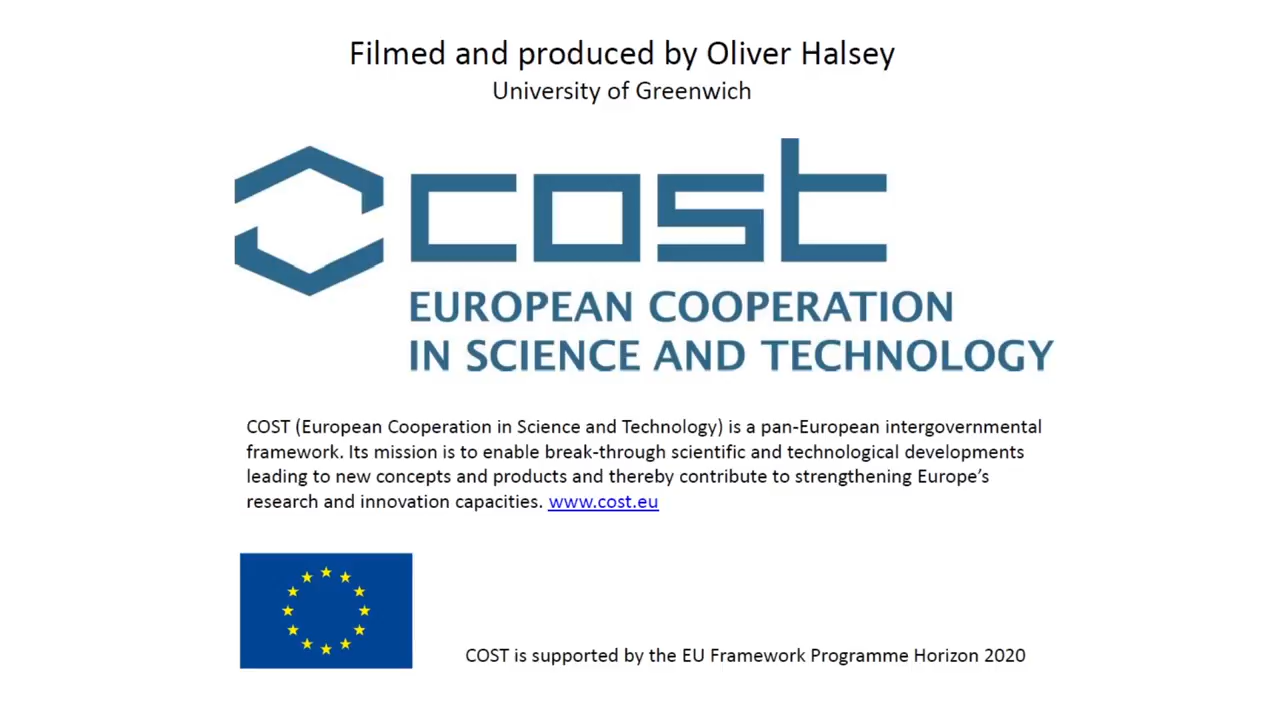 Filmed and produced by Oliver Halsey
University of Greenwich
cost
EUROPEAN COOPERATION
IN SCIENCE AND TECHNOLOGY
COST (European Cooperation in Science and Technology) is a pan-European intergovernmental
framework. Its mission is to enable break-through scientific and technological developments
leading to new concepts and products and thereby contribute to strengthening Europe’s
research and innovation capacities. www.cost.eu
COST is supported by the EU Framework Programme Horizon 2020